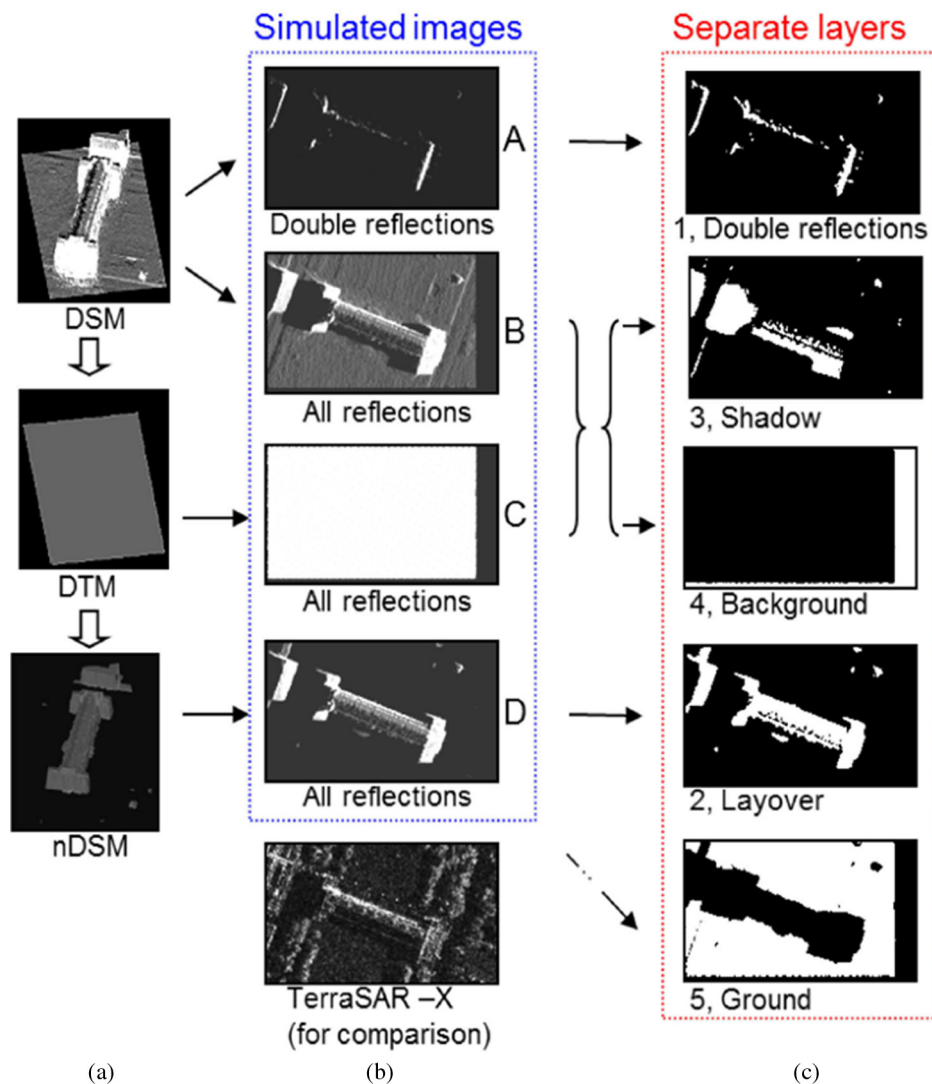 Simulated images
Separate layers
A
Double reflections
1, Double reflections
DSM
B
All reflections
3, Shadow
C
DTM
All reflections
4, Background
D
nDSM
All reflections
2, Layover
TerraSAR –X
(for comparison)
5, Ground
(a)
(b)
(c)